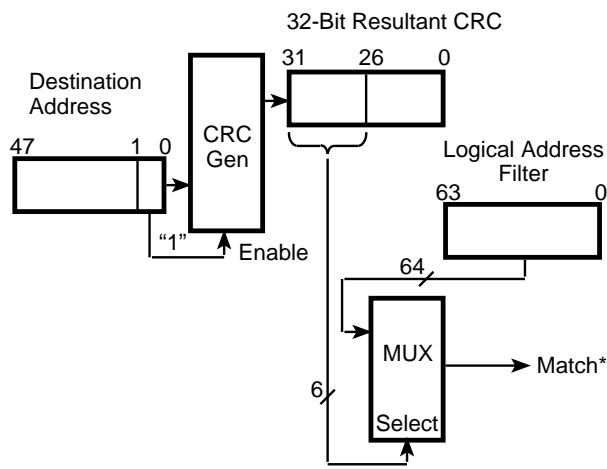 32-Bit Resultant CRC
31 26 0
Destination
Address
47 1 0
CRC
Gen
"1"
Enable
Logical Address
Filter
63 0
64
MUX
Match*
6
Select